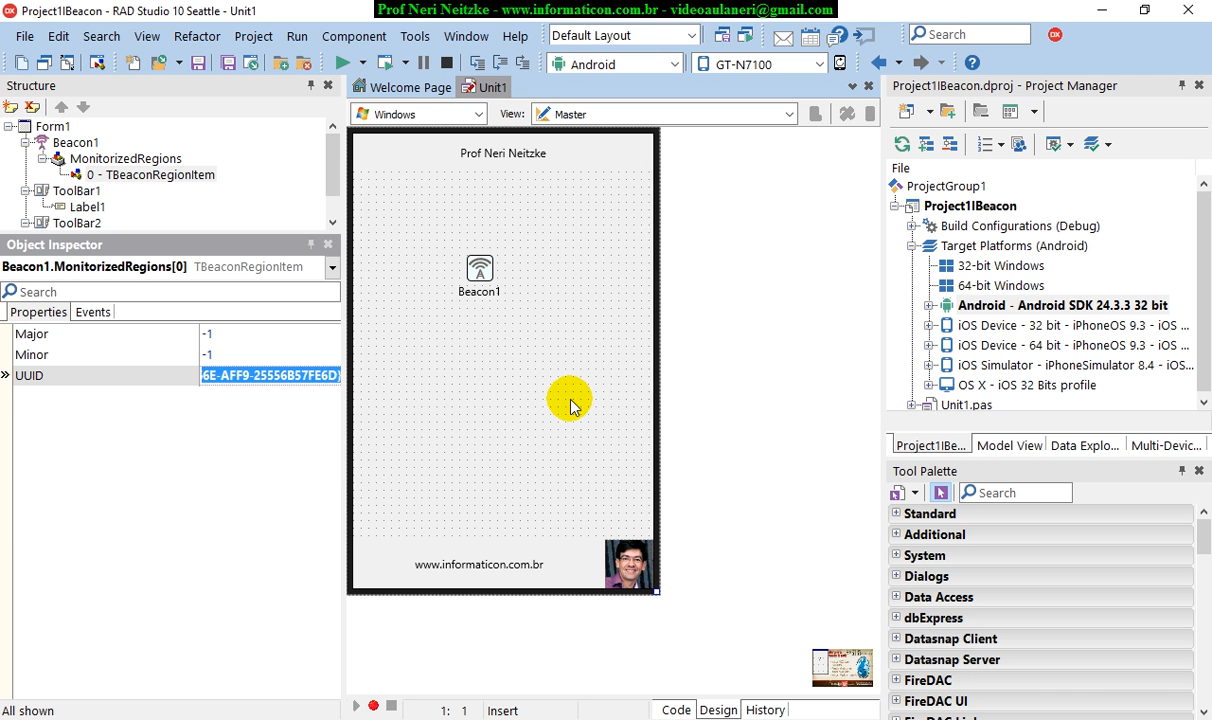 Project1IBeacon - RAD Studio 10 Seattle - Unit1
Prof Neri Neitzke - www.informaticon.com.br - videoaulaneri@gmail.com
File Edit Search View Refactor Project Run Component Tools Window Help
Default Layout
Search
Android
GT-N7100
Structure
Form1
Beacon1
MonitorizedRegions
0 - TBeaconRegionItem
ToolBar1
Label1
ToolBar2
Object Inspector
Beacon1.MonitorizedRegions[0] TBeaconRegionItem
Search
Properties Events
Major -1
Minor -1
UUID 6E-AFF9-25556B57FE6D}
All shown
Welcome Page Unit1
Windows View: Master
Prof Neri Neitzke
Beacon1
www.informaticon.com.br
1: 1 Insert
Code Design History
Project1IBeacon.dproj - Project Manager
File
ProjectGroup1
Project1IBeacon
Build Configurations (Debug)
Target Platforms (Android)
32-bit Windows
64-bit Windows
Android - Android SDK 24.3.3 32 bit
iOS Device - 32 bit - iPhoneOS 9.3 - iOS ...
iOS Device - 64 bit - iPhoneOS 9.3 - iOS ...
iOS Simulator - iPhoneSimulator 8.4 - iOS...
OS X - iOS 32 Bits profile
Unit1.pas
Project1IBe... Model View Data Explo... Multi-Devic...
Tool Palette
Search
Standard
Additional
System
Dialogs
Data Access
dbExpress
Datasnap Client
Datasnap Server
FireDAC
FireDAC UI